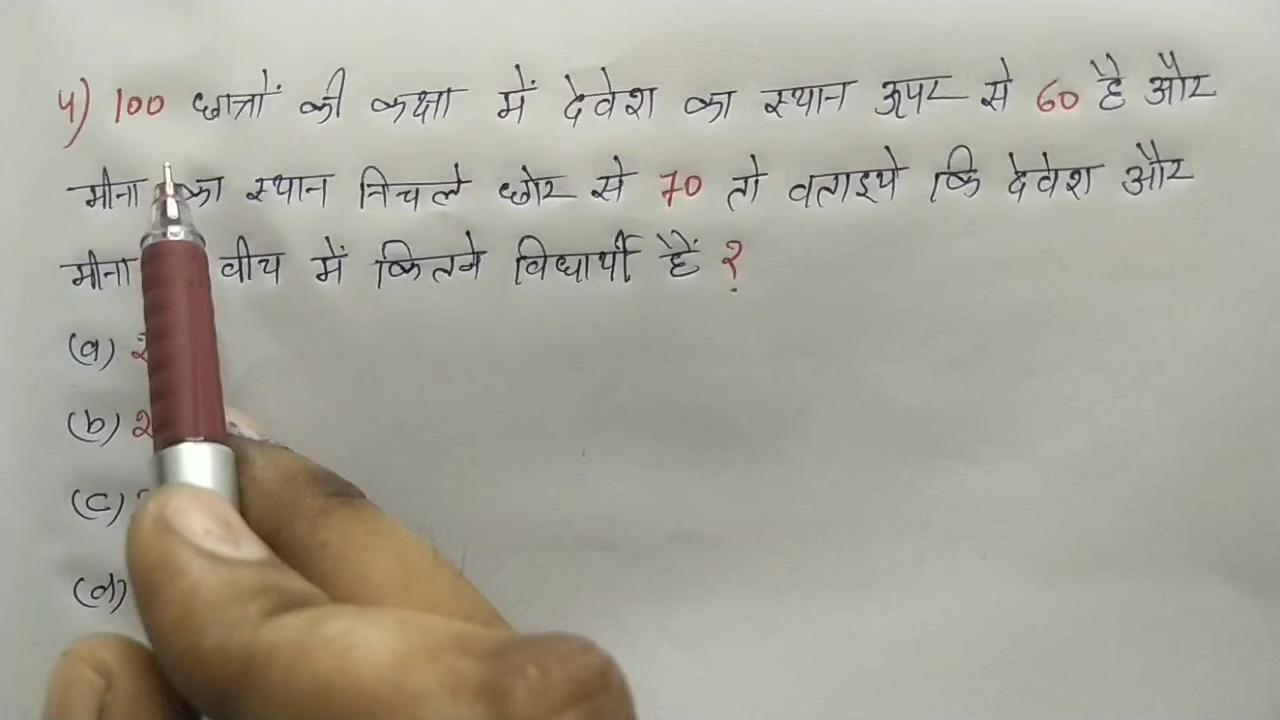 4) 100 छात्रों की कक्षा में देवेश का स्थान ऊपर से 60 है और
मीना का स्थान निचले छोर से 70 तो बताइये कि देवेश और
मीना बीच में कितने विद्यार्थी हैं ?
(a)
(b)
(c)
(d)